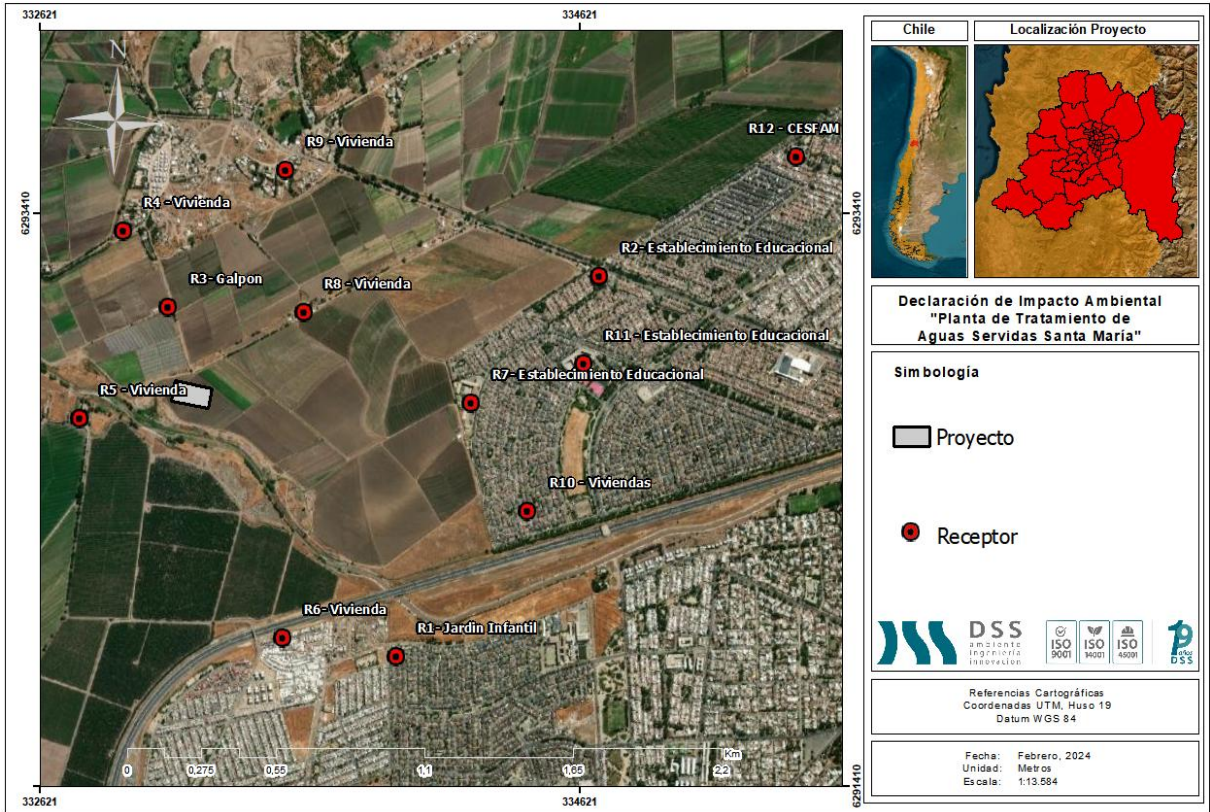 332621
334621
N
R12 - CESFAM
R9 - Vivienda
6293410
6293410
R4 - Vivienda
R2- Establecimiento Educacional
R3- Galpon
R8 - Vivienda
R11 - Establecimiento Educacional
R7- Establecimiento Educacional
R5 - Vivienda
R10 - Viviendas
R6- Vivienda
R1- Jardin Infantil
Km
0
0,275
0,55
1,1
1,65
2,2
332621
334621
6291410
6291410
Chile
Localización Proyecto
Declaración de Impacto Ambiental
"Planta de Tratamiento de
Aguas Servidas Santa María"
Simbología
Proyecto
Receptor
DSS
ambiente
ingeniería
innovacion
ISO
9001
ISO
14001
ISO
45001
19
años
DSS
Referencias Cartográficas
Coordenadas UTM, Huso 19
Datum WGS 84
Fecha: Febrero, 2024
Unidad: Metros
Escala: 1:13.584